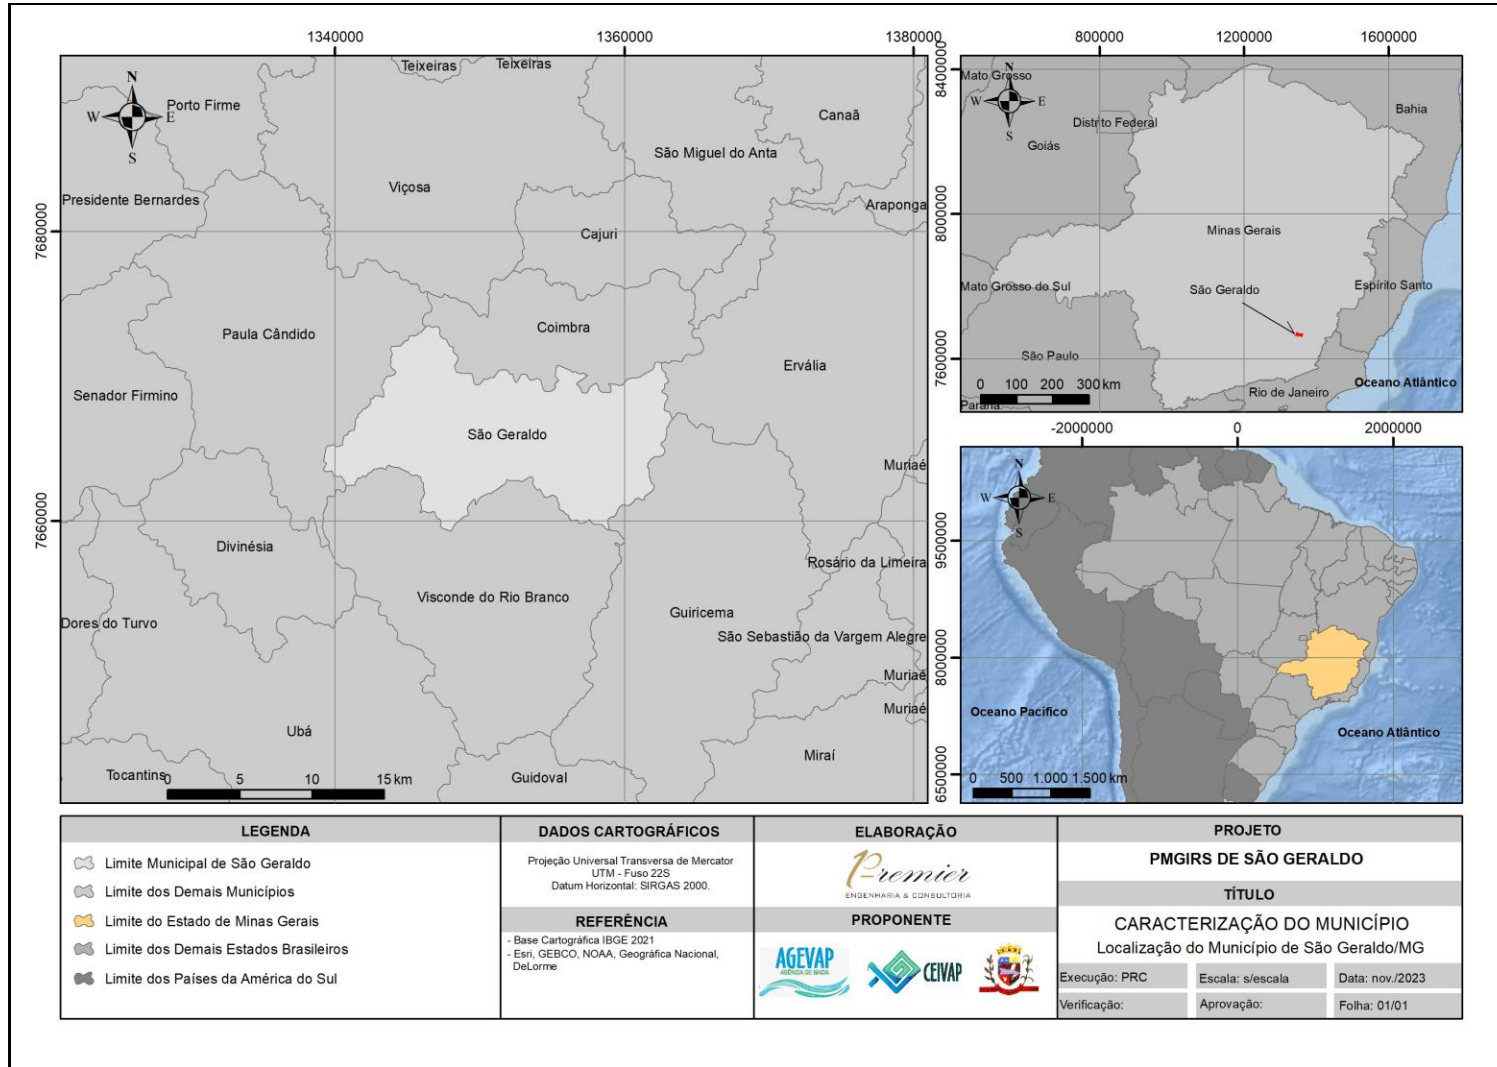 1340000
1360000
1380000
7680000
7660000
N
W
E
S
Porto Firme
Teixeiras
Teixeiras
Canaã
São Miguel do Anta
Viçosa
Presidente Bernardes
Araponga
Cajuri
Coimbra
Paula Cândido
Ervália
Senador Firmino
São Geraldo
Muriaé
Divinésia
Rosário da Limeira
Visconde do Rio Branco
Guiricema
Dores do Turvo
São Sebastião da Vargem Alegre
Muriaé
Muriaé
Ubá
Miraí
Tocantins
Guidoval
0 5 10 15 km
800000
1200000
1600000
8400000
8000000
7600000
Mato Grosso
N
W
E
S
Distrito Federal
Goiás
Bahia
Minas Gerais
Mato Grosso do Sul
São Geraldo
Espírito Santo
São Paulo
0 100 200 300 km
Rio de Janeiro
Oceano Atlântico
Paraná
-2000000
0
2000000
9500000
8000000
6500000
N
W
E
S
Oceano Pacífico
Oceano Atlântico
0 500 1.000 1.500 km
LEGENDA
Limite Municipal de São Geraldo
Limite dos Demais Municípios
Limite do Estado de Minas Gerais
Limite dos Demais Estados Brasileiros
Limite dos Países da América do Sul
DADOS CARTOGRÁFICOS
Projeção Universal Transversa de Mercator
UTM - Fuso 22S
Datum Horizontal: SIRGAS 2000.
REFERÊNCIA
- Base Cartográfica IBGE 2021
- Esri, GEBCO, NOAA, Geográfica Nacional,
DeLorme
ELABORAÇÃO
Premier
ENGENHARIA & CONSULTORIA
PROPONENTE
AGEVAP
AGÊNCIA DE BACIA
CEIVAP
PROJETO
PMGIRS DE SÃO GERALDO
TÍTULO
CARACTERIZAÇÃO DO MUNICÍPIO
Localização do Município de São Geraldo/MG
Execução: PRC
Escala: s/escala
Data: nov./2023
Verificação:
Aprovação:
Folha: 01/01